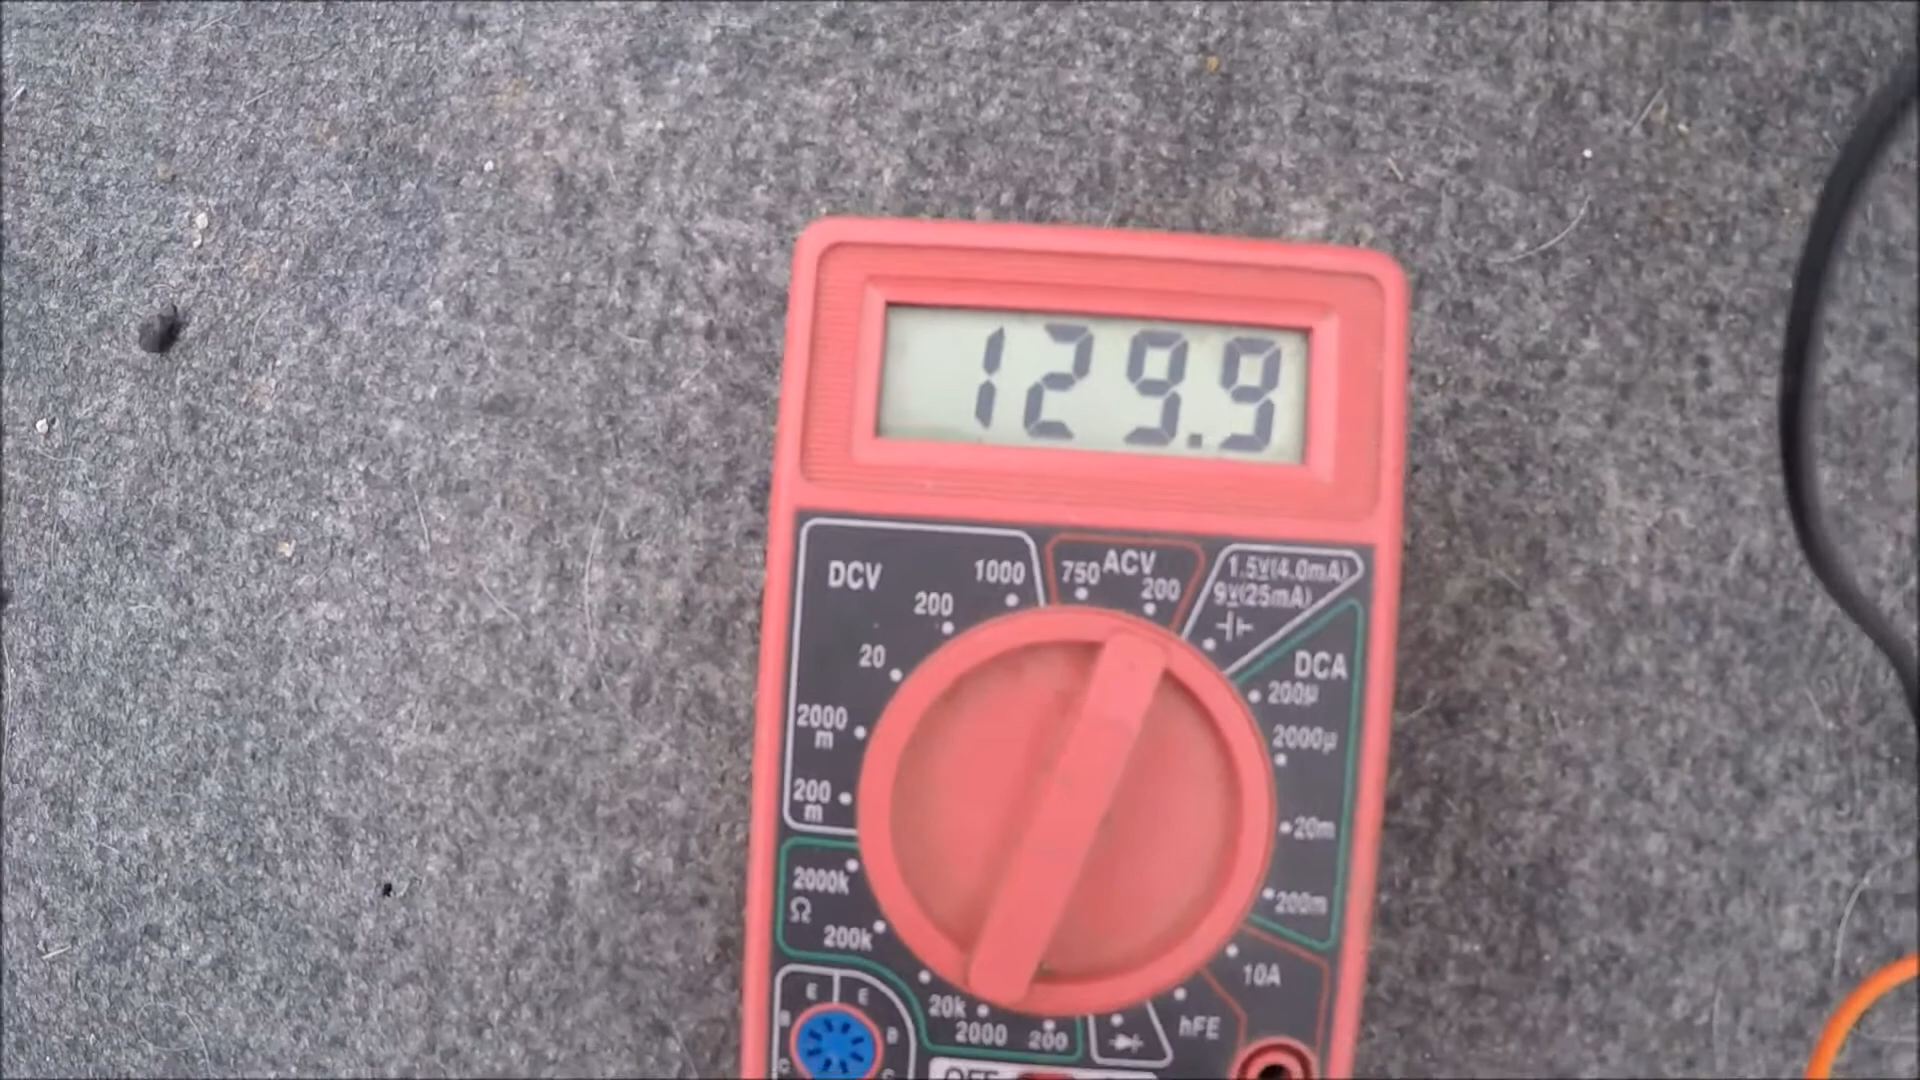 129.9
DCV
1000
750
ACV
200
1.5V(4.0mA)
9V(25mA)
200
20
DCA
200µ
2000
m
2000µ
200
m
20m
2000k
Ω
200m
200k
10A
E
E
20k
hFE
B
B
2000
200
C
C